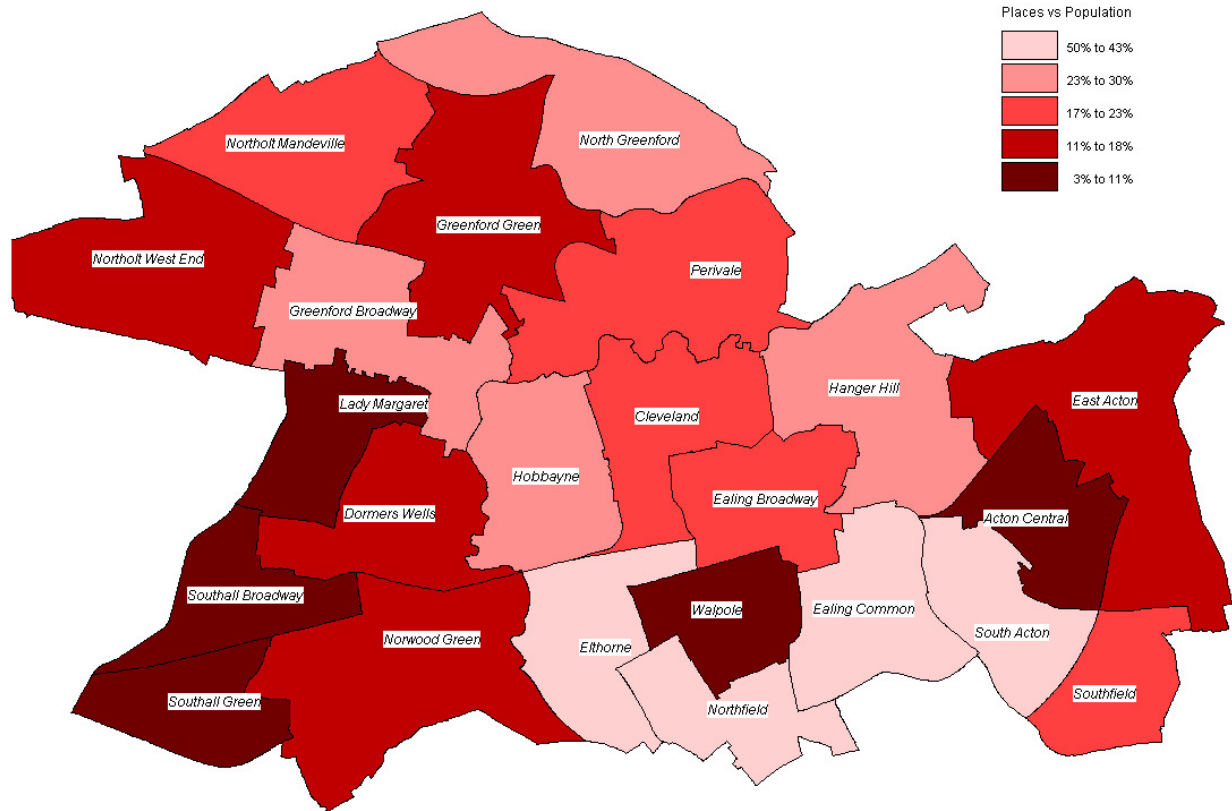 Places vs Population
50% to 43%
23% to 30%
17% to 23%
11% to 18%
3% to 11%
Northolt Mandeville
North Greenford
Greenford Green
Northolt West End
Perivale
Greenford Broadway
Hanger Hill
Lady Margaret
Cleveland
East Acton
Hobbayne
Ealing Broadway
Dormers Wells
Acton Central
Southall Broadway
Walpole
Ealing Common
Norwood Green
Elthorne
South Acton
Southall Green
Northfield
Southfield